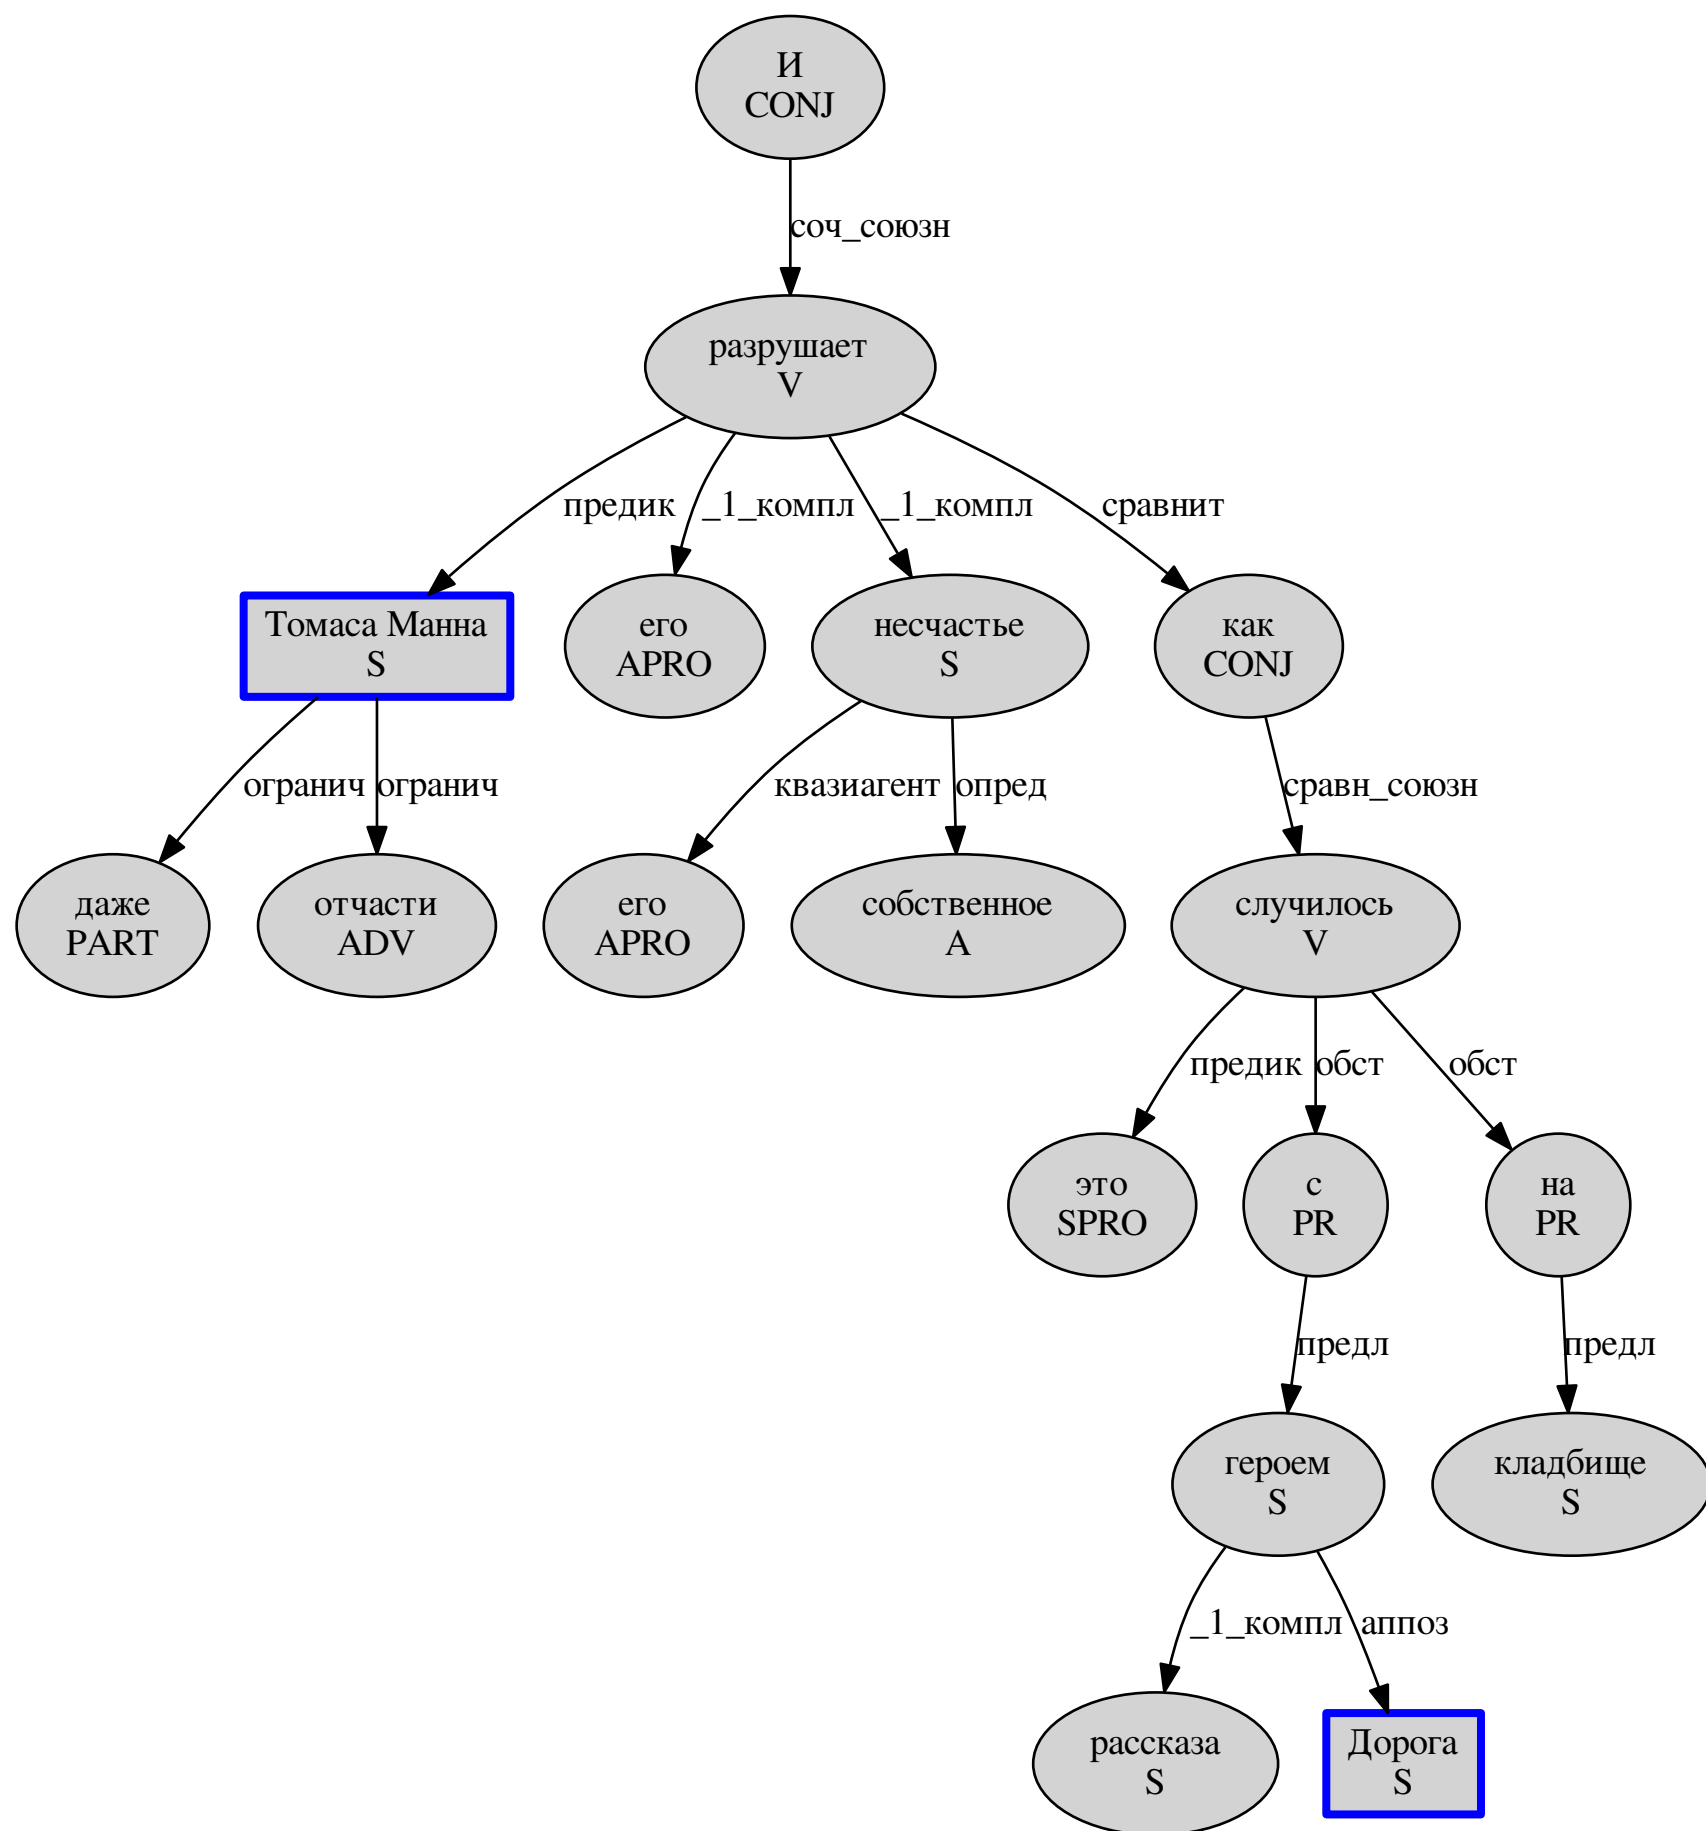 И
CONJ
соч_союзн
разрушает
V
предик
_1_компл
_1_компл
сравнит
Томаса Манна
S
его
APRO
несчастье
S
как
CONJ
огранич
огранич
квазиагент
опред
сравн_союзн
даже
PART
отчасти
ADV
его
APRO
собственное
A
случилось
V
предик
обст
обст
это
SPRO
с
PR
на
PR
предл
предл
героем
S
кладбище
S
_1_компл
аппоз
рассказа
S
Дорога
S